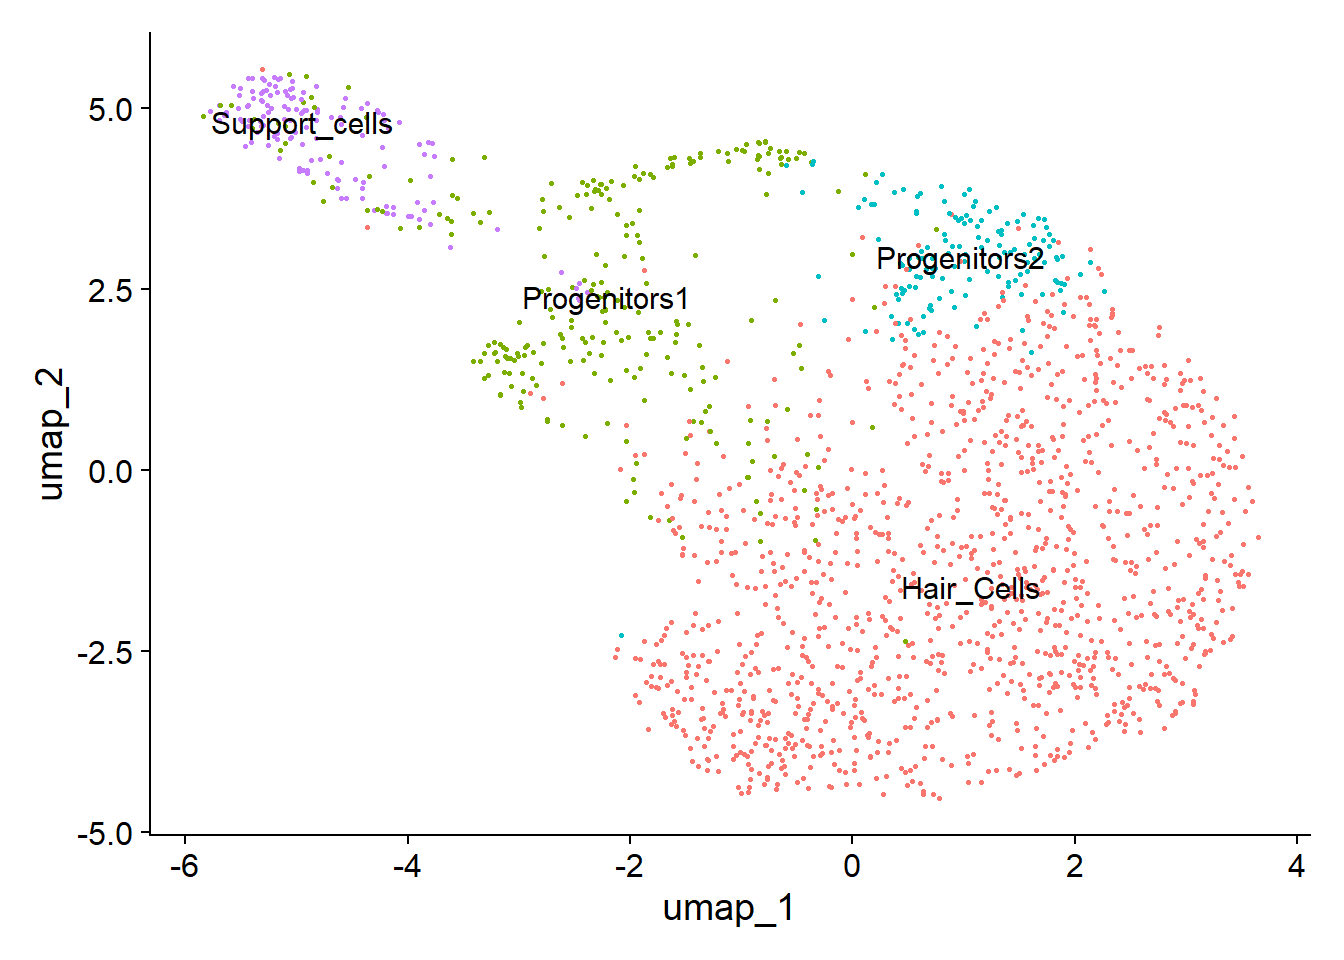 5.0
2.5
0.0
-2.5
-5.0
umap_2
Support_cells
Progenitors2
Progenitors1
Hair_Cells
-6 -4 -2 0 2 4
umap_1